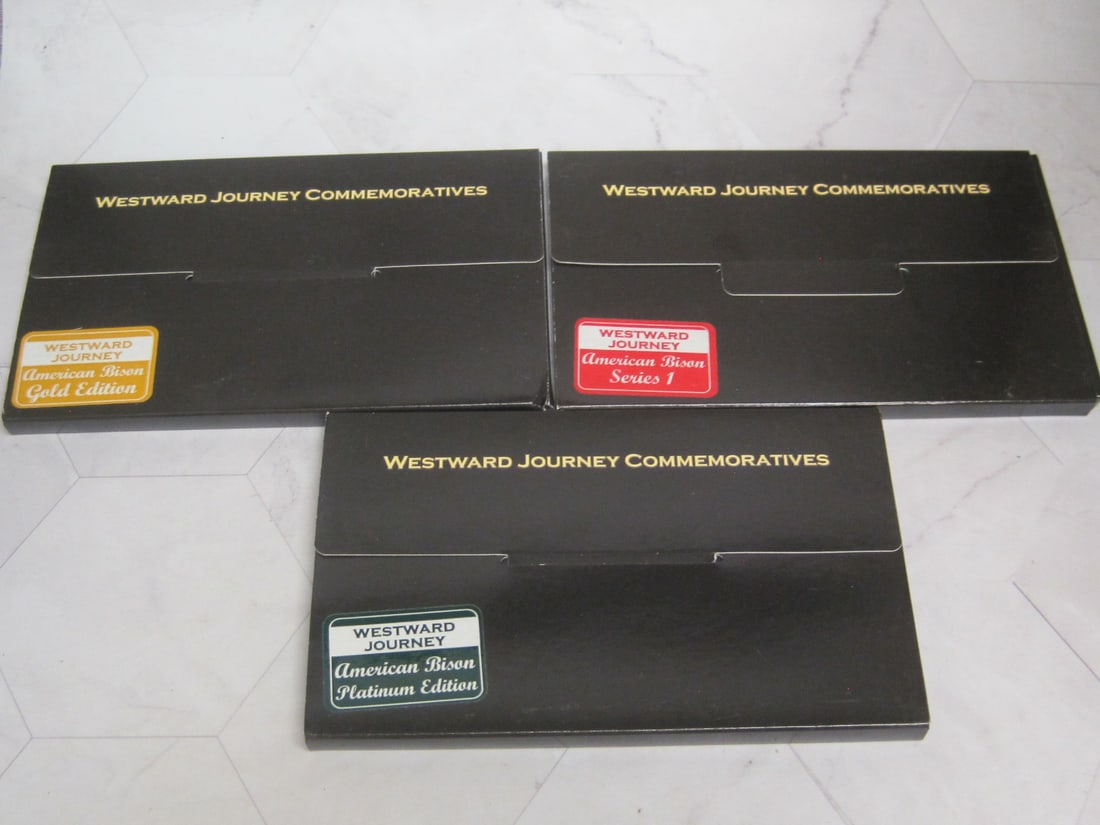 WESTWARD JOURNEY COMMEMORATIVES
WESTWARD
JOURNEY
American Bison
Gold Edition
WESTWARD JOURNEY COMMEMORATIVES
WESTWARD
JOURNEY
American Bison
Series 1
WESTWARD JOURNEY COMMEMORATIVES
WESTWARD
JOURNEY
American Bison
Platinum Edition